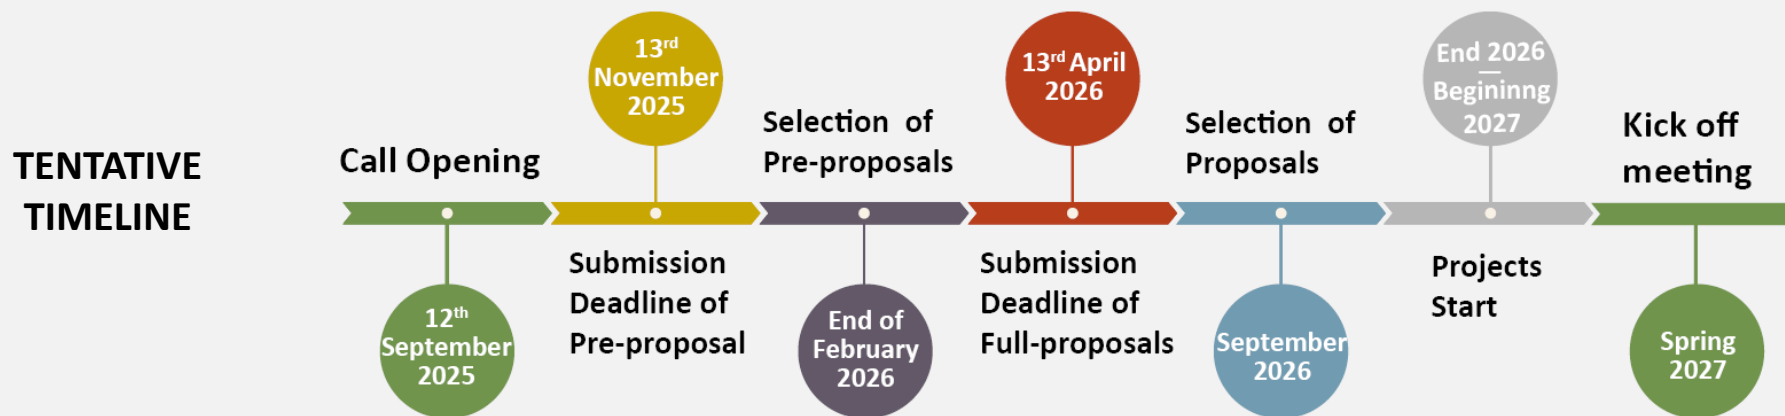 TENTATIVE
TIMELINE
Call Opening
12th
September
2025
13rd
November
2025
Submission
Deadline of
Pre-proposal
Selection of
Pre-proposals
End of
February
2026
13rd April
2026
Submission
Deadline of
Full-proposals
Selection of
Proposals
September
2026
End 2026
—
Begininng
2027
Projects
Start
Kick off
meeting
Spring
2027